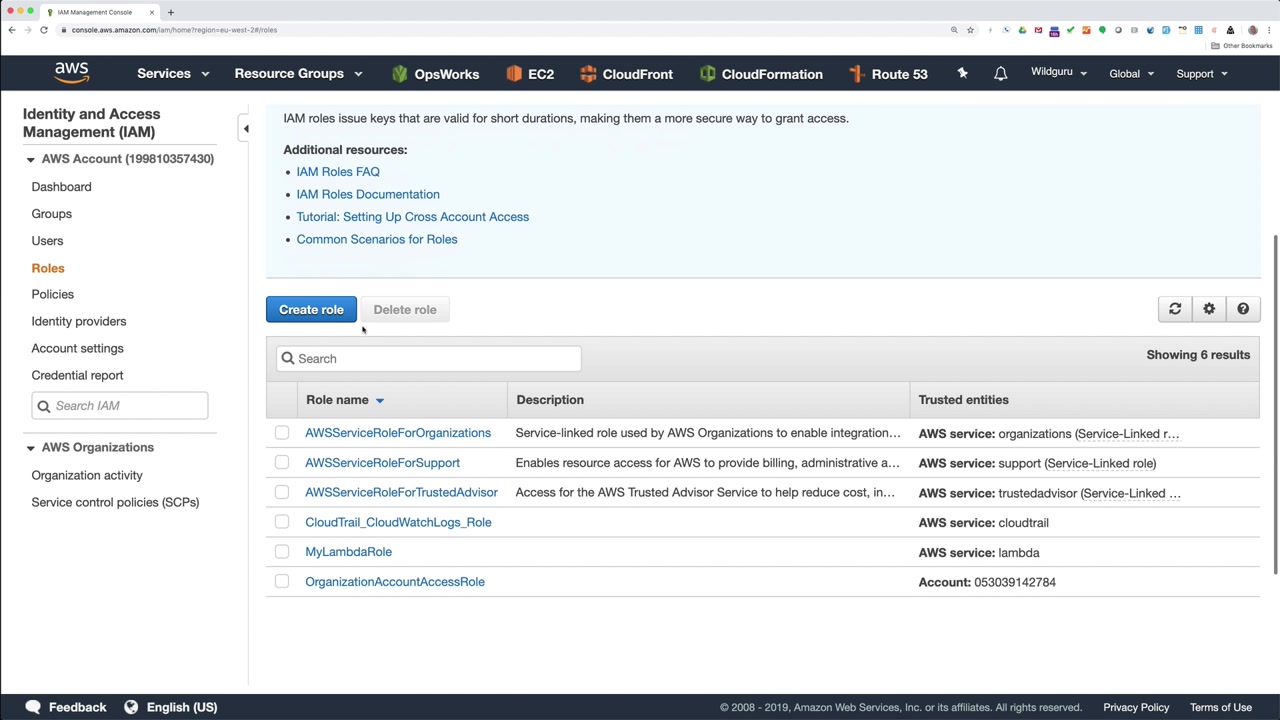 IAM Management Console
console.aws.amazon.com/iam/home?region=eu-west-2#/roles
Other Bookmarks
aws
Services
Resource Groups
OpsWorks
EC2
CloudFront
CloudFormation
Route 53
Wildguru
Global
Support
Identity and Access
Management (IAM)
AWS Account (199810357430)
Dashboard
Groups
Users
Roles
Policies
Identity providers
Account settings
Credential report
Search IAM
AWS Organizations
Organization activity
Service control policies (SCPs)
IAM roles issue keys that are valid for short durations, making them a more secure way to grant access.
Additional resources:
• IAM Roles FAQ
• IAM Roles Documentation
• Tutorial: Setting Up Cross Account Access
• Common Scenarios for Roles
Create role
Delete role
Search
Showing 6 results
Role name Description Trusted entities
AWSServiceRoleForOrganizations Service-linked role used by AWS Organizations to enable integration… AWS service: organizations (Service-Linked r…
AWSServiceRoleForSupport Enables resource access for AWS to provide billing, administrative a… AWS service: support (Service-Linked role)
AWSServiceRoleForTrustedAdvisor Access for the AWS Trusted Advisor Service to help reduce cost, in… AWS service: trustedadvisor (Service-Linked …
CloudTrail_CloudWatchLogs_Role AWS service: cloudtrail
MyLambdaRole AWS service: lambda
OrganizationAccountAccessRole Account: 053039142784
Feedback
English (US)
© 2008 - 2019, Amazon Web Services, Inc. or its affiliates. All rights reserved.
Privacy Policy
Terms of Use